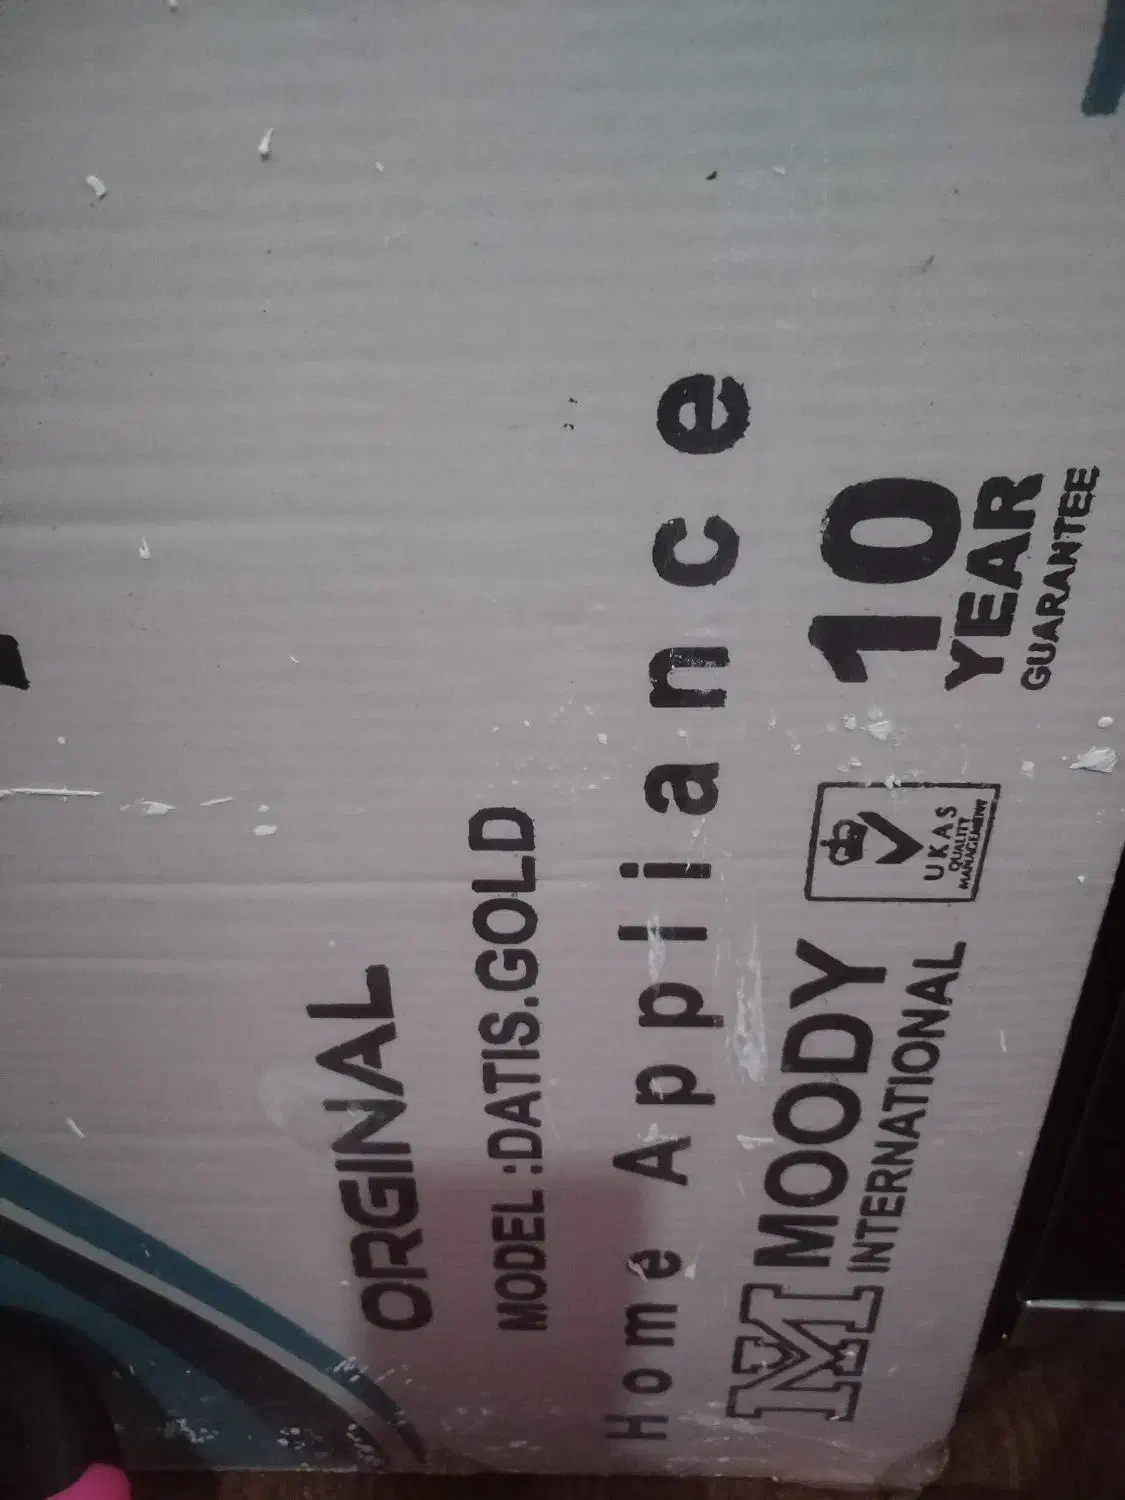 ORGINAL
MODEL :DATIS.GOLD
Home Appliance
MOODY
INTERNATIONAL
UKAS
QUALITY
MANAGEMENT
10
YEAR
GUARANTEE